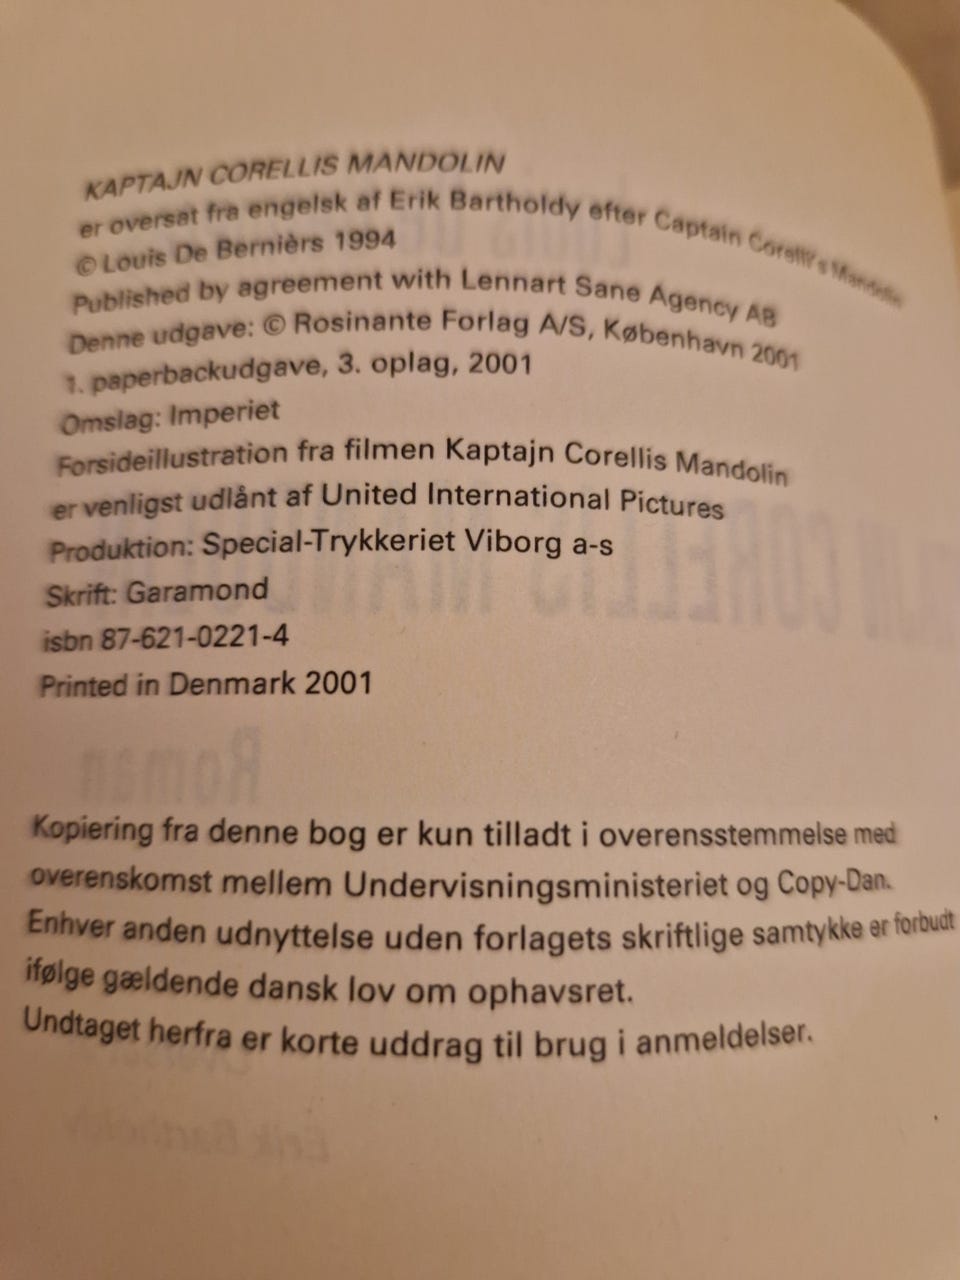 KAPTAJN CORELLIS MANDOLIN
er oversat fra engelsk af Erik Bartholdy efter Captain Corelli's Mandolin
© Louis De Bernièrs 1994
Published by agreement with Lennart Sane Agency AB
Denne udgave: © Rosinante Forlag A/S, København 2001
1. paperbackudgave, 3. oplag, 2001
Omslag: Imperiet
Forsideillustration fra filmen Kaptajn Corellis Mandolin
er venligst udlånt af United International Pictures
Produktion: Special-Trykkeriet Viborg a-s
Skrift: Garamond
isbn 87-621-0221-4
Printed in Denmark 2001
Kopiering fra denne bog er kun tilladt i overensstemmelse med
overenskomst mellem Undervisningsministeriet og Copy-Dan.
Enhver anden udnyttelse uden forlagets skriftlige samtykke er forbudt
ifølge gældende dansk lov om ophavsret.
Undtaget herfra er korte uddrag til brug i anmeldelser.